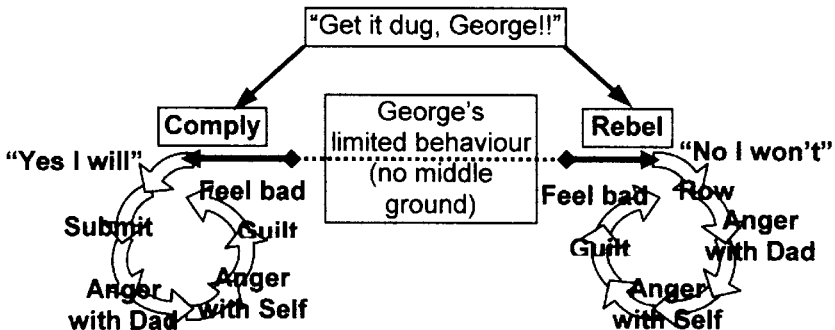 “Get it dug, George!!”
Comply
George's
limited behaviour
(no middle
ground)
Rebel
“Yes I will”
Submit
Anger
with Dad
Anger
with Self
Guilt
Feel bad
“No I won't”
Row
Anger
with Dad
Anger
with Self
Guilt
Feel bad